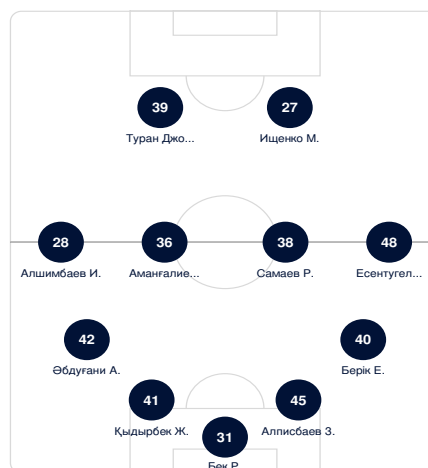 39 27
Туран Джо... Ищенко М.
28 36 38 48
Алшимбаев И. Аманғалие... Самаев Р. Есентугел...
42 40
Әбдуғани А. Берік Е.
41 45
Қыдырбек Ж. Алписбаев З.
31
Бек Р